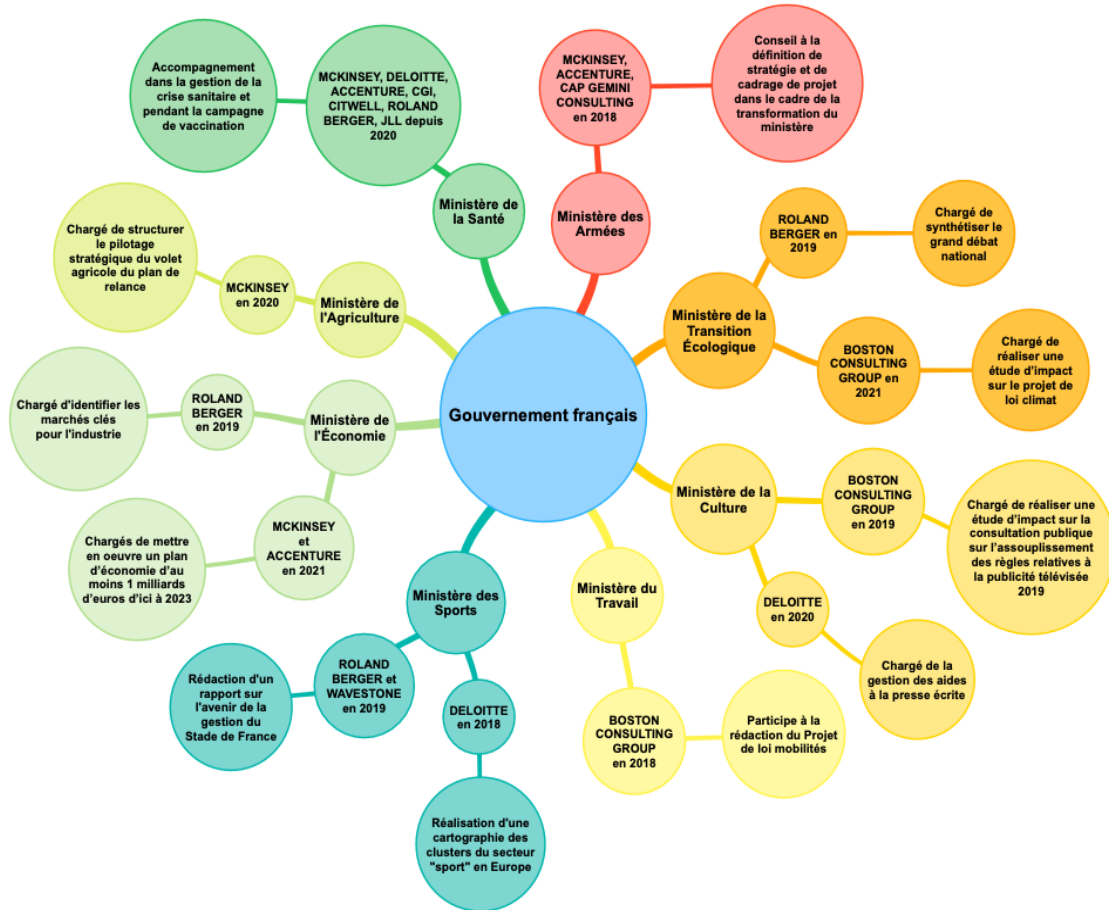 Accompagnement
dans la gestion de la
crise sanitaire et
pendant la campagne
de vaccination
MCKINSEY, DELOITTE,
ACCENTURE, CGI,
CITWELL, ROLAND
BERGER, JLL depuis
2020
Ministère de
la Santé
MCKINSEY,
ACCENTURE,
CAP GEMINI
CONSULTING
en 2018
Conseil à la
définition de
stratégie et de
cadrage de projet
dans le cadre de la
transformation du
ministère
Ministère des
Armées
Chargé de structurer
le pilotage
stratégique du volet
agricole du plan de
relance
MCKINSEY
en 2020
Ministère de
l'Agriculture
ROLAND
BERGER en
2019
Chargé de
synthétiser le
grand débat
national
Ministère de la
Transition
Écologique
BOSTON
CONSULTING
GROUP en
2021
Chargé de
réaliser une
étude d'impact
sur le projet de
loi climat
Gouvernement français
Chargé d'identifier les
marchés clés
pour l'industrie
ROLAND
BERGER
en 2019
Ministère de
l'Économie
MCKINSEY
et
ACCENTURE
en 2021
Chargés de mettre
en oeuvre un plan
d'économie d'au
moins 1 milliards
d'euros d'ici à 2023
Ministère de la
Culture
BOSTON
CONSULTING
GROUP
en 2019
Chargé de réaliser une
étude d'impact sur la
consultation publique
sur l'assouplissement
des règles relatives à
la publicité télévisée
2019
DELOITTE
en 2020
Chargé de la
gestion des aides
à la presse écrite
Ministère des
Sports
ROLAND
BERGER et
WAVESTONE
en 2019
Rédaction d'un
rapport sur
l'avenir de la
gestion du
Stade de France
DELOITTE
en 2018
Réalisation d'une
cartographie des
clusters du secteur
"sport" en Europe
Ministère du
Travail
BOSTON
CONSULTING
GROUP
en 2018
Participe à la
rédaction du Projet
de loi mobilités